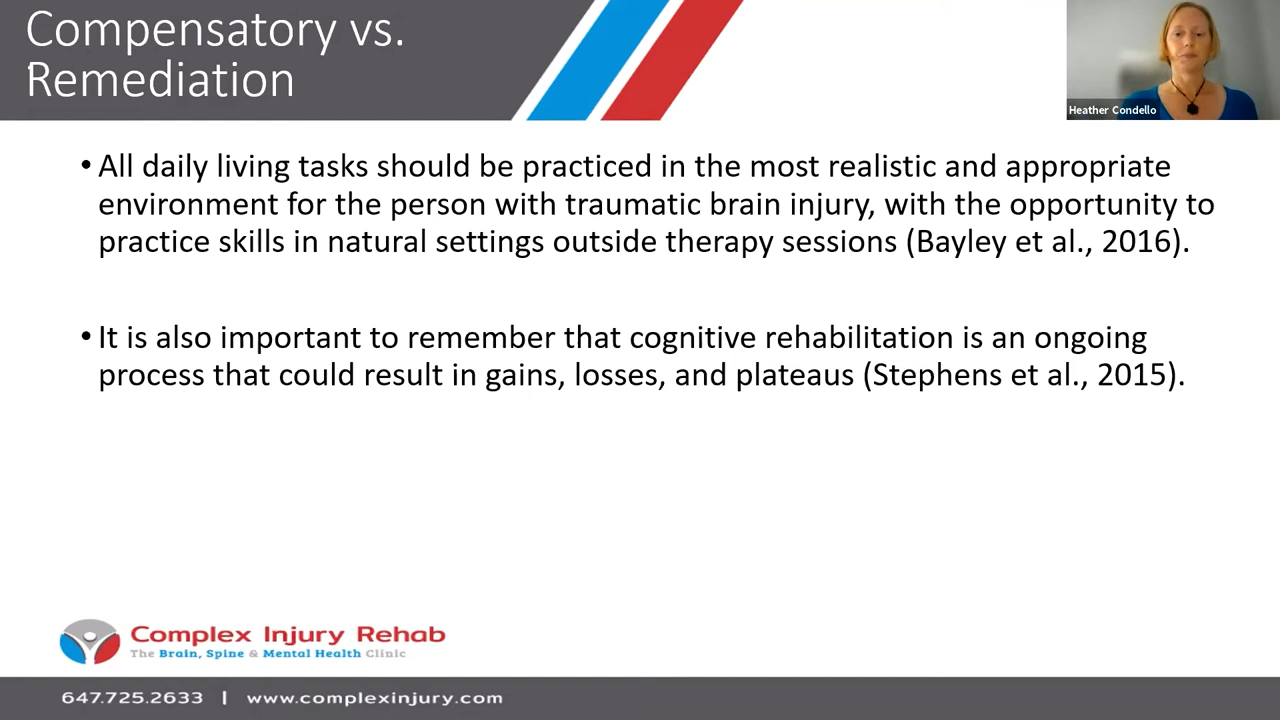 Compensatory vs.
Remediation
Heather Condello
• All daily living tasks should be practiced in the most realistic and appropriate
environment for the person with traumatic brain injury, with the opportunity to
practice skills in natural settings outside therapy sessions (Bayley et al., 2016).
• It is also important to remember that cognitive rehabilitation is an ongoing
process that could result in gains, losses, and plateaus (Stephens et al., 2015).
Complex Injury Rehab
The Brain, Spine & Mental Health Clinic
647.725.2633 | www.complexinjury.com